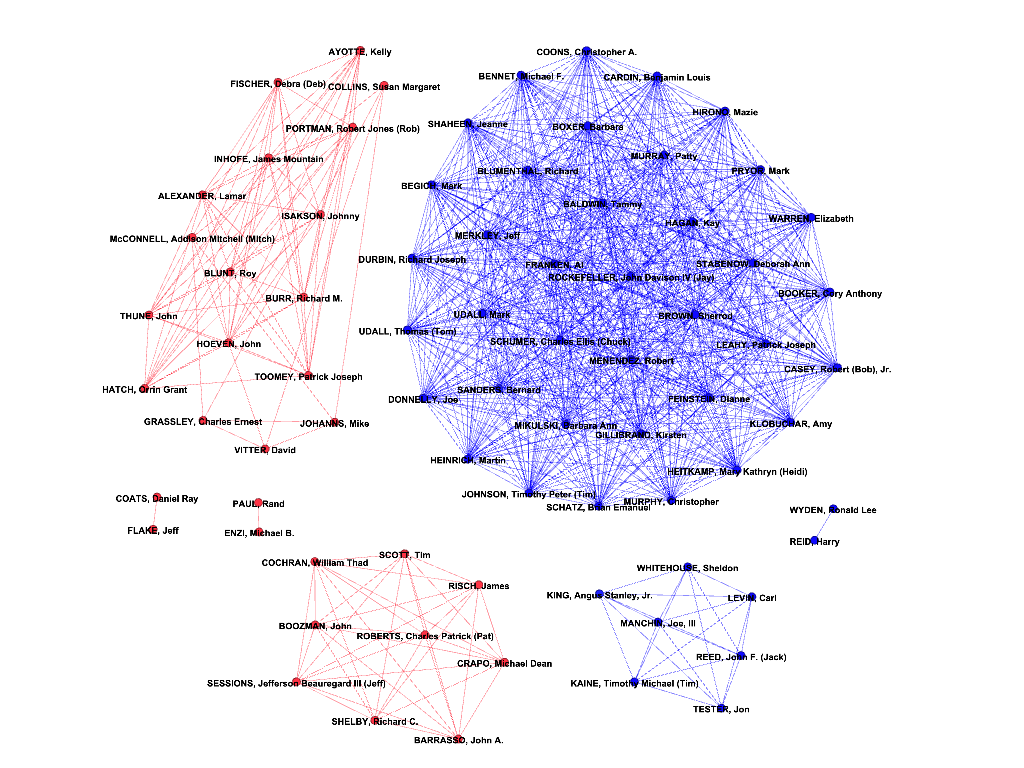 AYOTTE, Kelly
COONS, Christopher A.
BENNET, Michael F.
CARDIN, Benjamin Louis
FISCHER, Debra (Deb)
COLLINS, Susan Margaret
HIRONO, Mazie
SHAHEEN, Jeanne
BOXER, Barbara
PORTMAN, Robert Jones (Rob)
INHOFE, James Mountain
MURRAY, Patty
BLUMENTHAL, Richard
PRYOR, Mark
BEGICH, Mark
ALEXANDER, Lamar
BALDWIN, Tammy
ISAKSON, Johnny
WARREN, Elizabeth
HAGAN, Kay
MERKLEY, Jeff
McCONNELL, Addison Mitchell (Mitch)
DURBIN, Richard Joseph
FRANKEN, Al
STABENOW, Deborah Ann
BLUNT, Roy
ROCKEFELLER, John Davison IV (Jay)
BOOKER, Cory Anthony
BURR, Richard M.
THUNE, John
UDALL, Mark
BROWN, Sherrod
UDALL, Thomas (Tom)
HOEVEN, John
SCHUMER, Charles Ellis (Chuck)
LEAHY, Patrick Joseph
MENENDEZ, Robert
CASEY, Robert (Bob), Jr.
TOOMEY, Patrick Joseph
HATCH, Orrin Grant
SANDERS, Bernard
DONNELLY, Joe
FEINSTEIN, Dianne
GRASSLEY, Charles Ernest
JOHANNS, Mike
MIKULSKI, Barbara Ann
KLOBUCHAR, Amy
GILLIBRAND, Kirsten
VITTER, David
HEINRICH, Martin
HEITKAMP, Mary Kathryn (Heidi)
JOHNSON, Timothy Peter (Tim)
COATS, Daniel Ray
PAUL, Rand
MURPHY, Christopher
SCHATZ, Brian Emanuel
WYDEN, Ronald Lee
FLAKE, Jeff
ENZI, Michael B.
REID, Harry
SCOTT, Tim
COCHRAN, William Thad
WHITEHOUSE, Sheldon
RISCH, James
KING, Angus Stanley, Jr.
LEVIN, Carl
BOOZMAN, John
MANCHIN, Joe, III
ROBERTS, Charles Patrick (Pat)
REED, John F. (Jack)
CRAPO, Michael Dean
SESSIONS, Jefferson Beauregard III (Jeff)
KAINE, Timothy Michael (Tim)
TESTER, Jon
SHELBY, Richard C.
BARRASSO, John A.